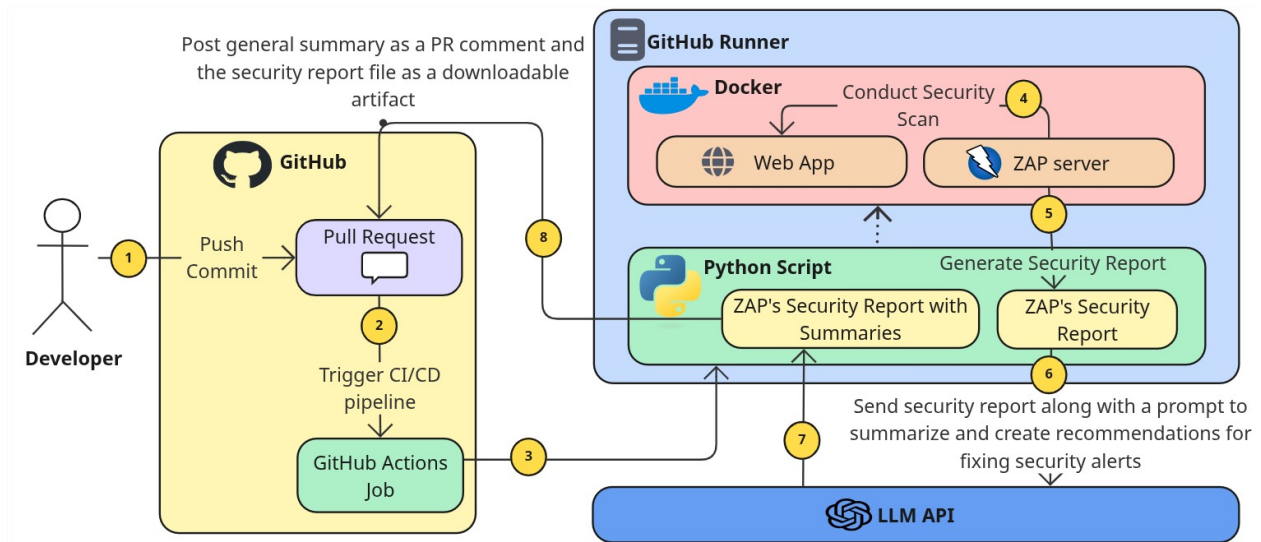 Post general summary as a PR comment and
the security report file as a downloadable
artifact
GitHub Runner
Docker
Conduct Security
Scan
4
Web App
ZAP server
GitHub
5
8
Pull Request
1
Push
Commit
Python Script
Generate Security Report
ZAP's Security Report with
Summaries
ZAP's Security
Report
2
Developer
Trigger CI/CD
pipeline
6
Send security report along with a prompt to
summarize and create recommendations for
fixing security alerts
7
3
GitHub Actions
Job
LLM API